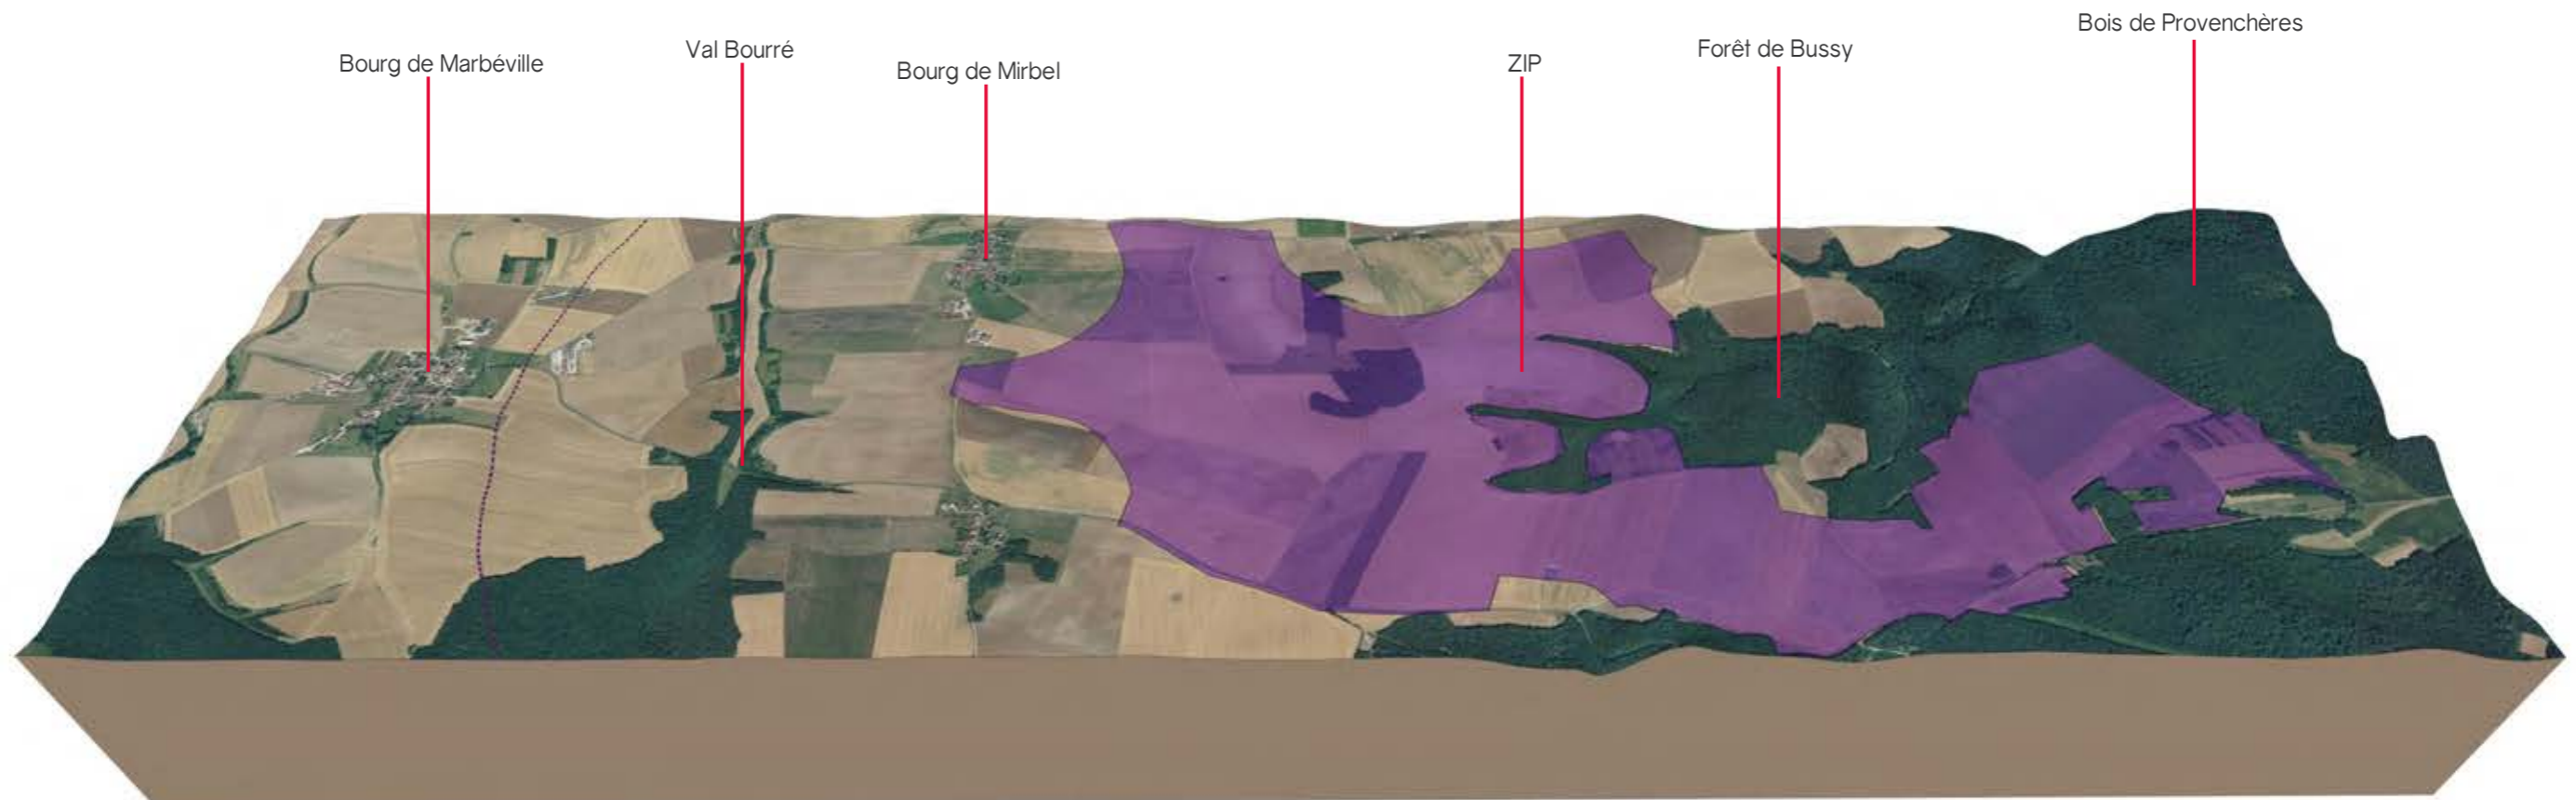 Bourg de Marbéville
Val Bourré
Bourg de Mirbel
ZIP
Forêt de Bussy
Bois de Provenchères